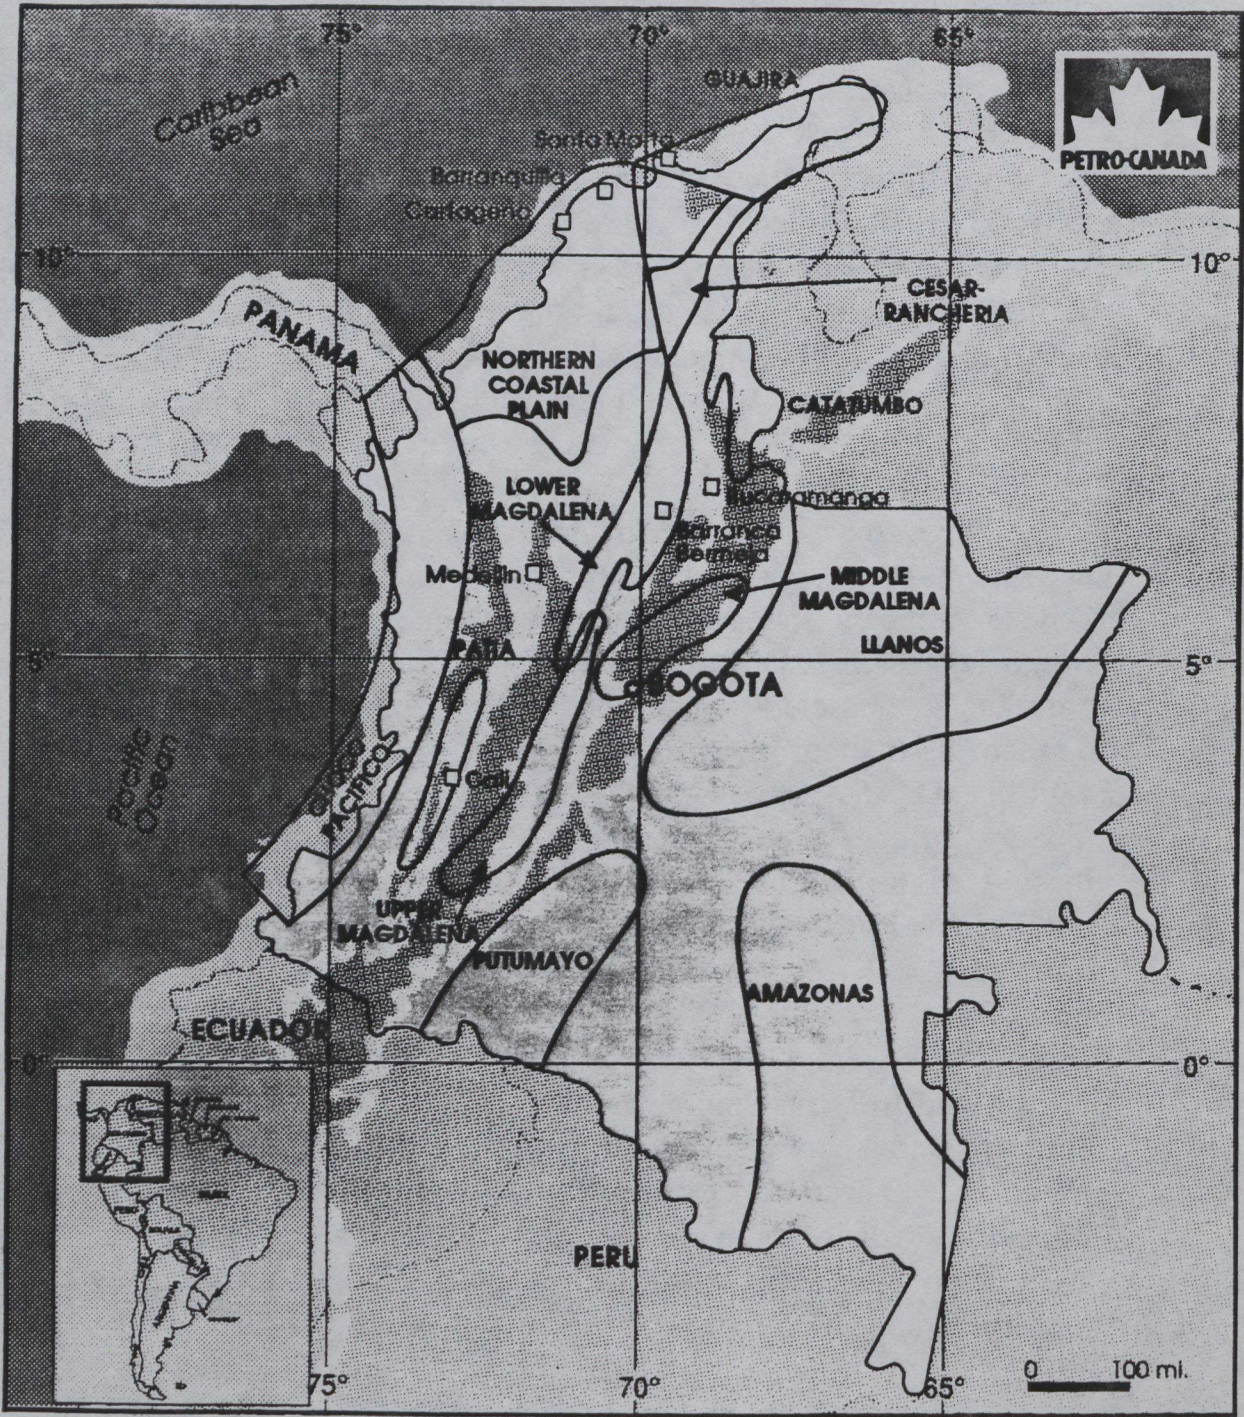 75°
70°
65°
Caribbean
Sea
GUAJIRA
PETRO-CANADA
Santa Marta
Barranquilla
Cartagena
10°
10°
CESAR-
RANCHERIA
PANAMA
NORTHERN
COASTAL
PLAIN
CATATUMBO
LOWER
MAGDALENA
Bucaramanga
Barranca
Bermeja
Medellin
MIDDLE
MAGDALENA
PATIA
LLANOS
5°
5°
BOGOTA
Pacific
Ocean
CHOCO
PACIFICO
Cali
UPPER
MAGDALENA
PUTUMAYO
AMAZONAS
ECUADOR
0°
0°
PERU
0 100 mi.
75°
70°
65°